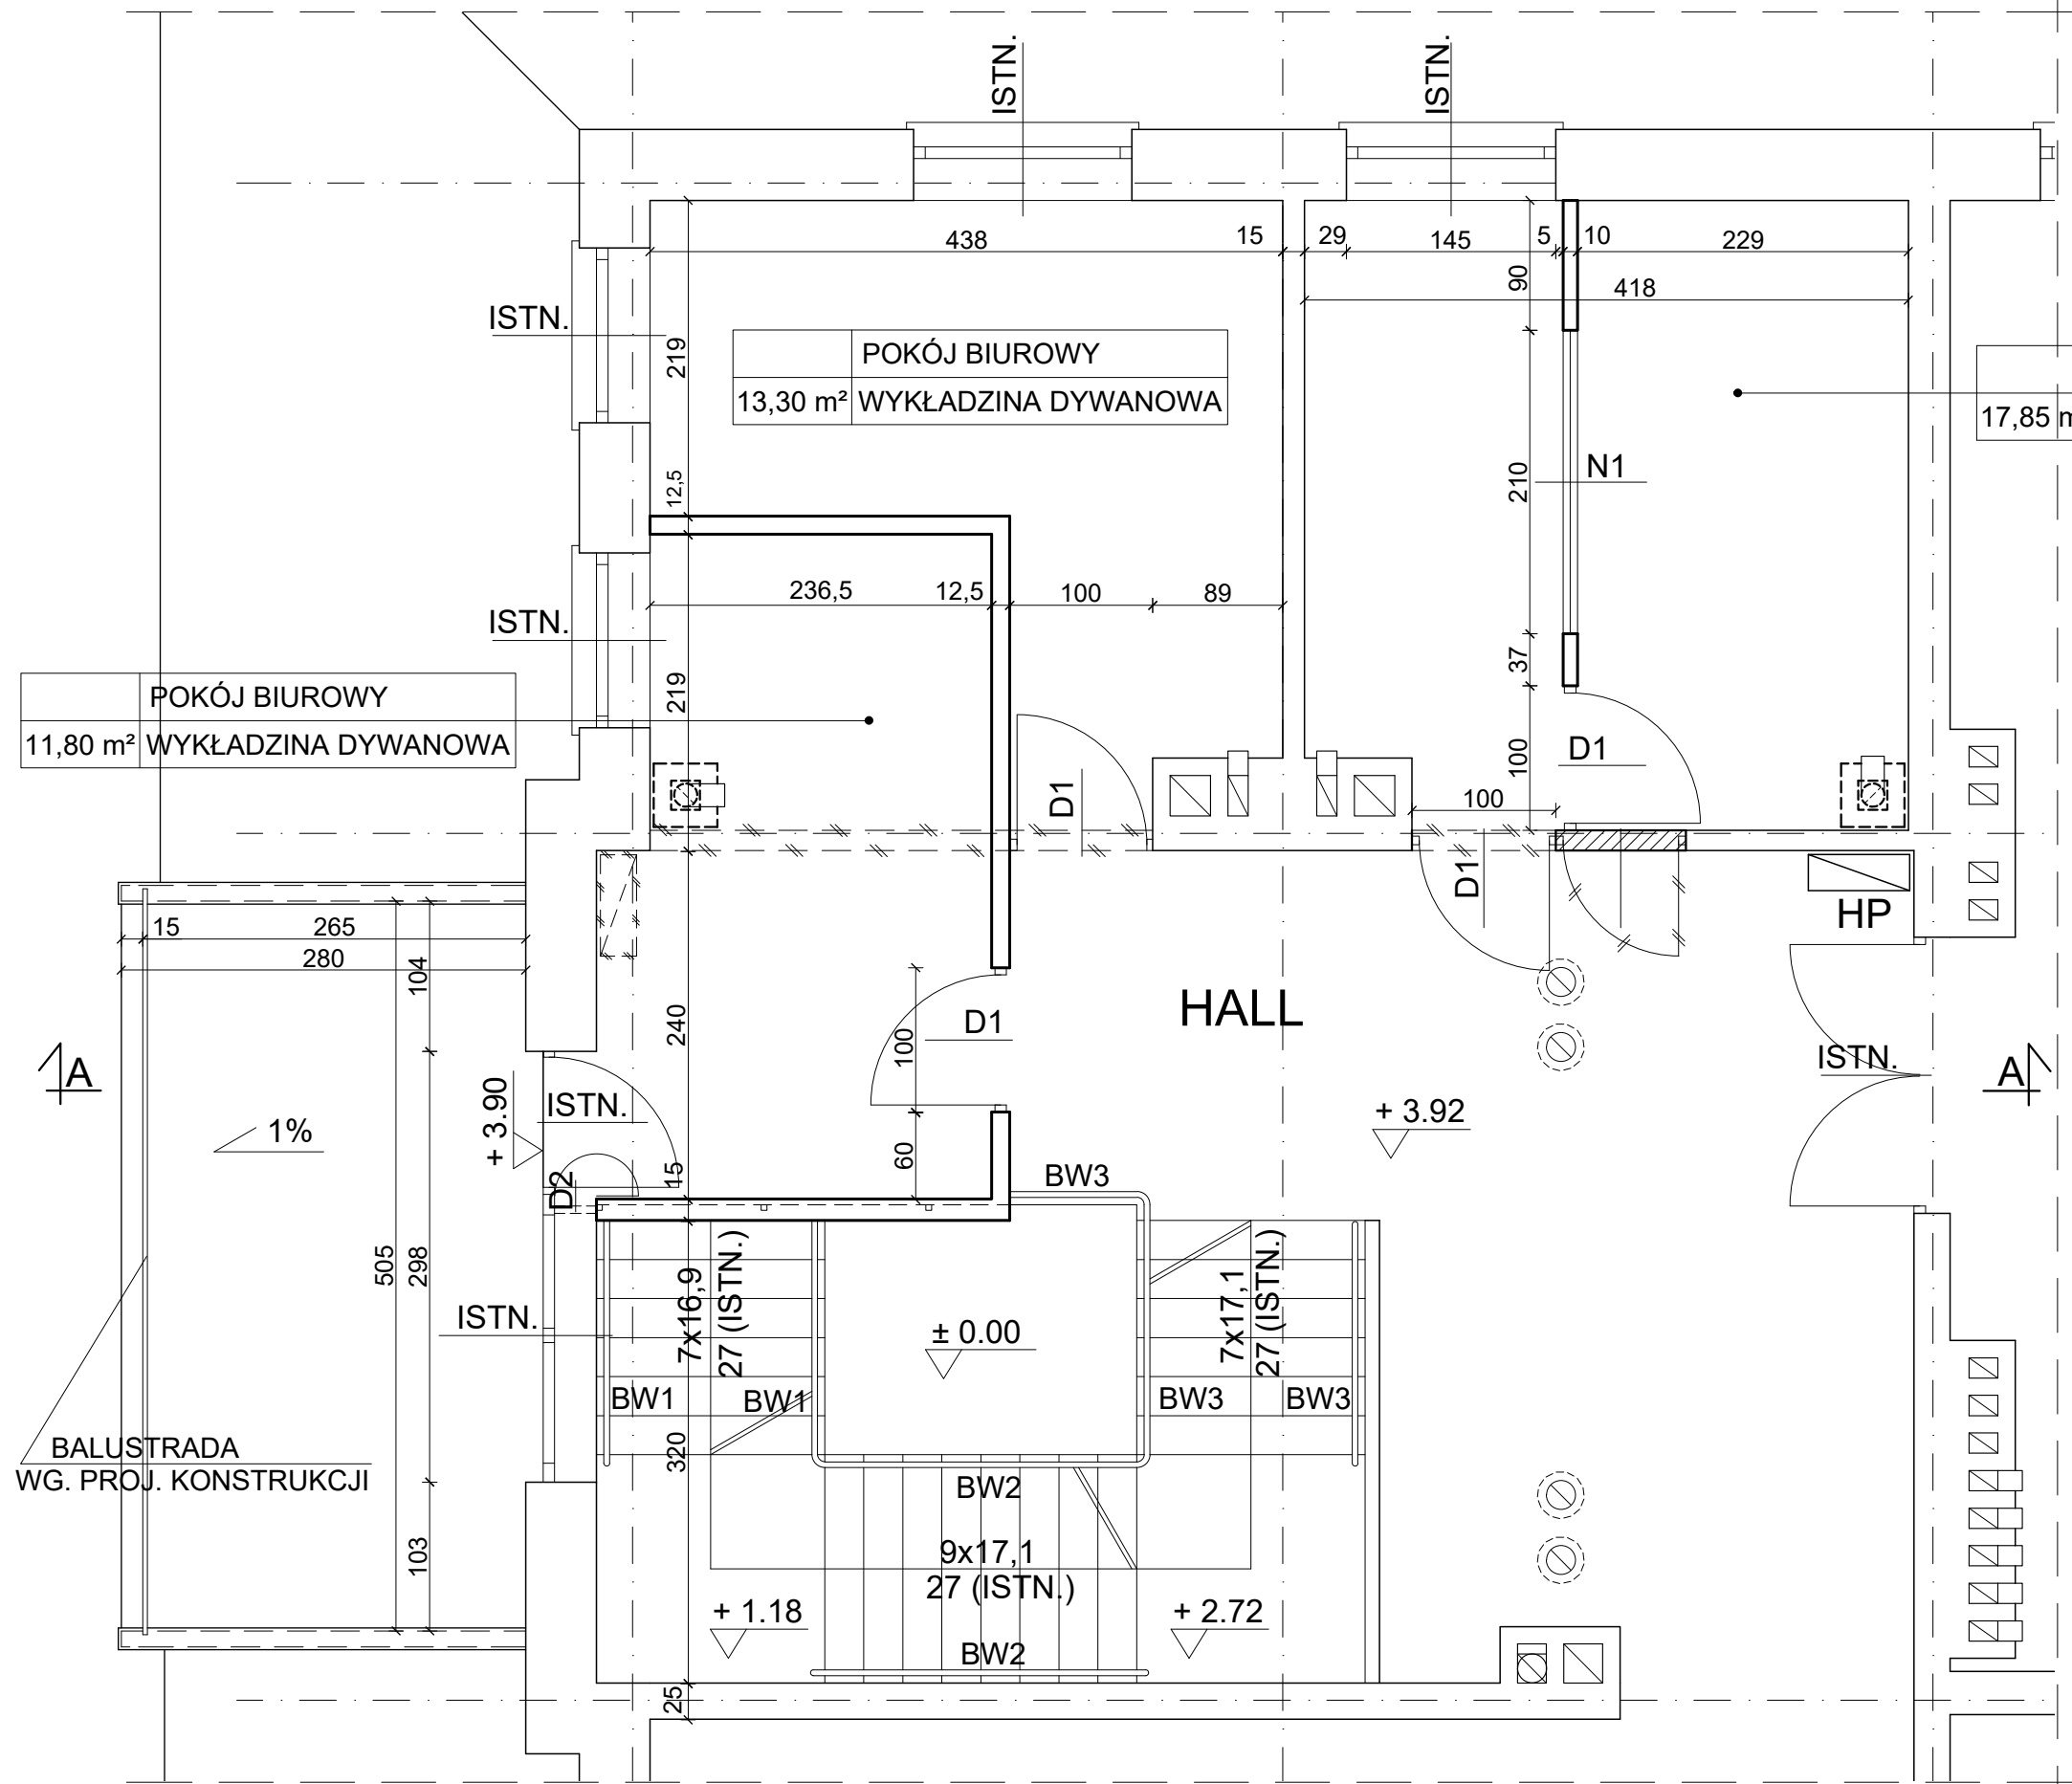 ISTN.
ISTN.
438
15
29
145
5
10
229
90
418
ISTN.
219
POKÓJ BIUROWY
13,30 m² WYKŁADZINA DYWANOWA
17,85 m
12,5
210
N1
236,5
12,5
100
89
ISTN.
219
37
POKÓJ BIUROWY
11,80 m² WYKŁADZINA DYWANOWA
D1
100
D1
100
D1
HP
15
265
280
104
240
HALL
D1
100
ISTN.
A
A
+ 3.90
ISTN.
+ 3.92
1%
60
15
D2
BW3
505
298
7x16,9
27 (ISTN.)
7x17,1
27 (ISTN.)
ISTN.
± 0.00
BW1
BW1
BW3
BW3
BALUSTRADA
WG. PROJ. KONSTRUKCJI
320
BW2
103
9x17,1
27 (ISTN.)
+ 1.18
+ 2.72
BW2
25